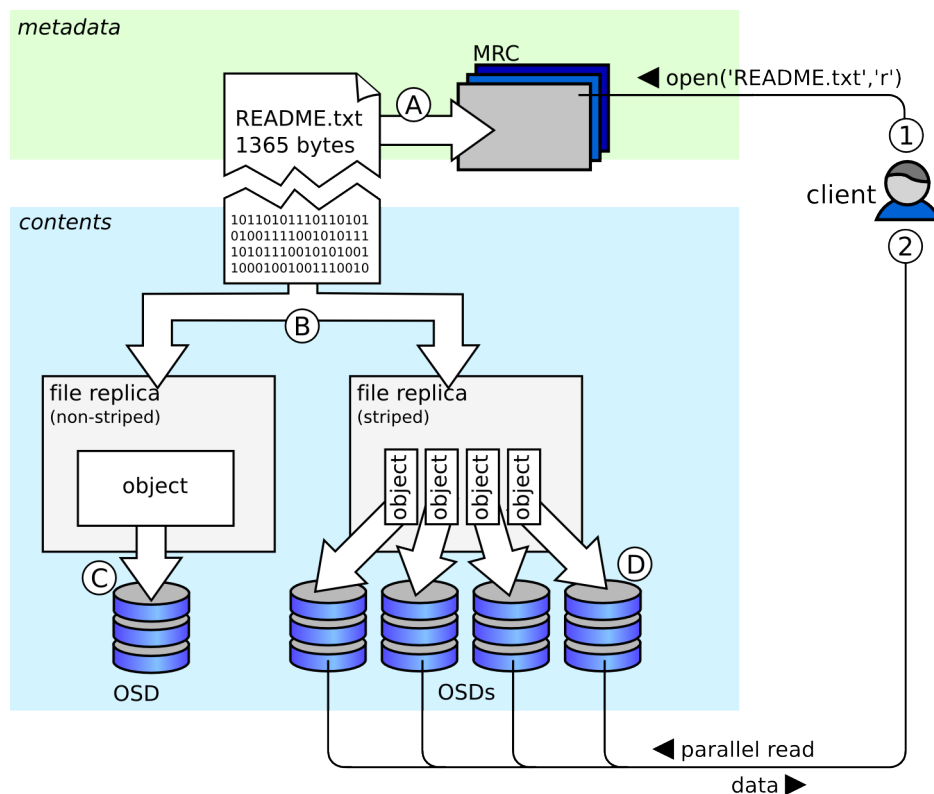 metadata
MRC
◀ open('README.txt','r')
README.txt
1365 bytes
A
1
client
2
contents
10110101110110101
01001111001010111
10101110010101001
10001001001110010
B
file replica
(non-striped)
object
file replica
(striped)
object
object
object
object
C
D
OSD
OSDs
◀ parallel read
data ▶